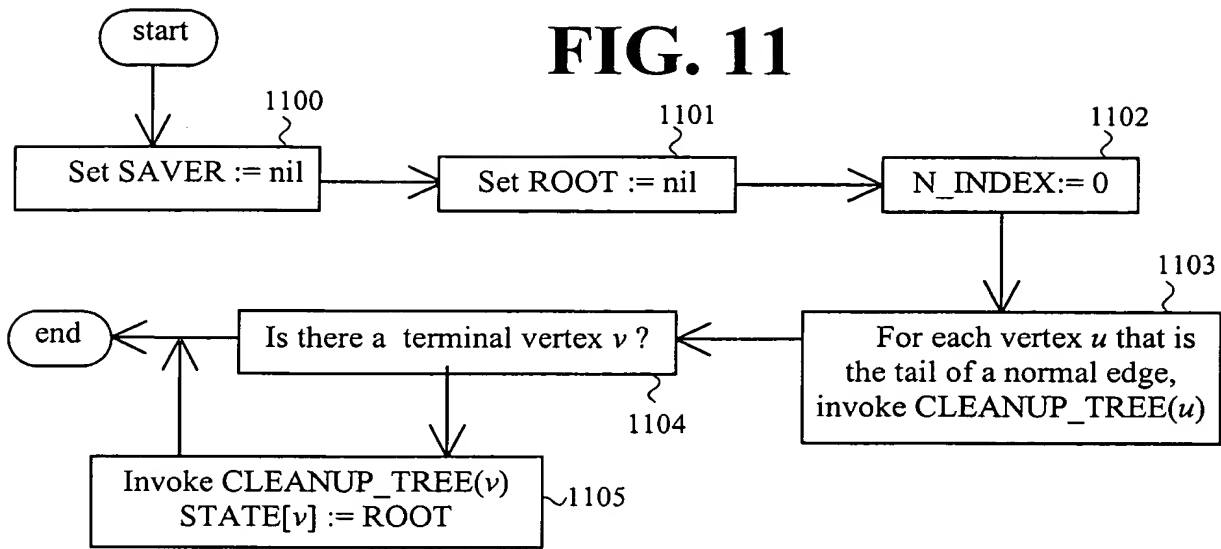 start
FIG. 11
1100
Set SAVER := nil
1101
Set ROOT := nil
1102
N_INDEX:= 0
1103
For each vertex u that is
the tail of a normal edge,
invoke CLEANUP_TREE(u)
Is there a terminal vertex v ?
1104
end
Invoke CLEANUP_TREE(v)
STATE[v] := ROOT
1105